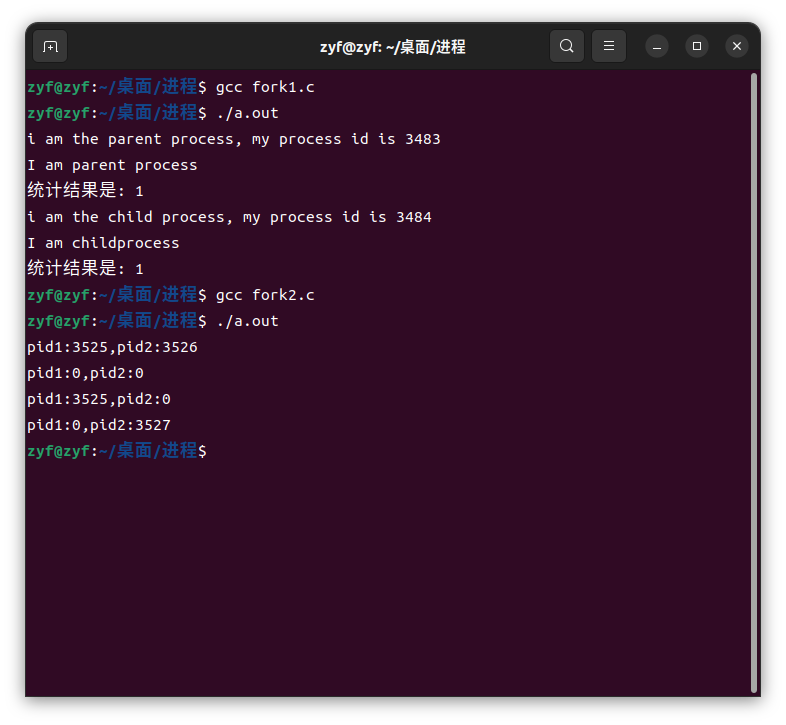 zyf@zyf: ~/桌面/进程
zyf@zyf:~/桌面/进程$ gcc fork1.c
zyf@zyf:~/桌面/进程$ ./a.out
i am the parent process, my process id is 3483
I am parent process
统计结果是: 1
i am the child process, my process id is 3484
I am childprocess
统计结果是: 1
zyf@zyf:~/桌面/进程$ gcc fork2.c
zyf@zyf:~/桌面/进程$ ./a.out
pid1:3525,pid2:3526
pid1:0,pid2:0
pid1:3525,pid2:0
pid1:0,pid2:3527
zyf@zyf:~/桌面/进程$